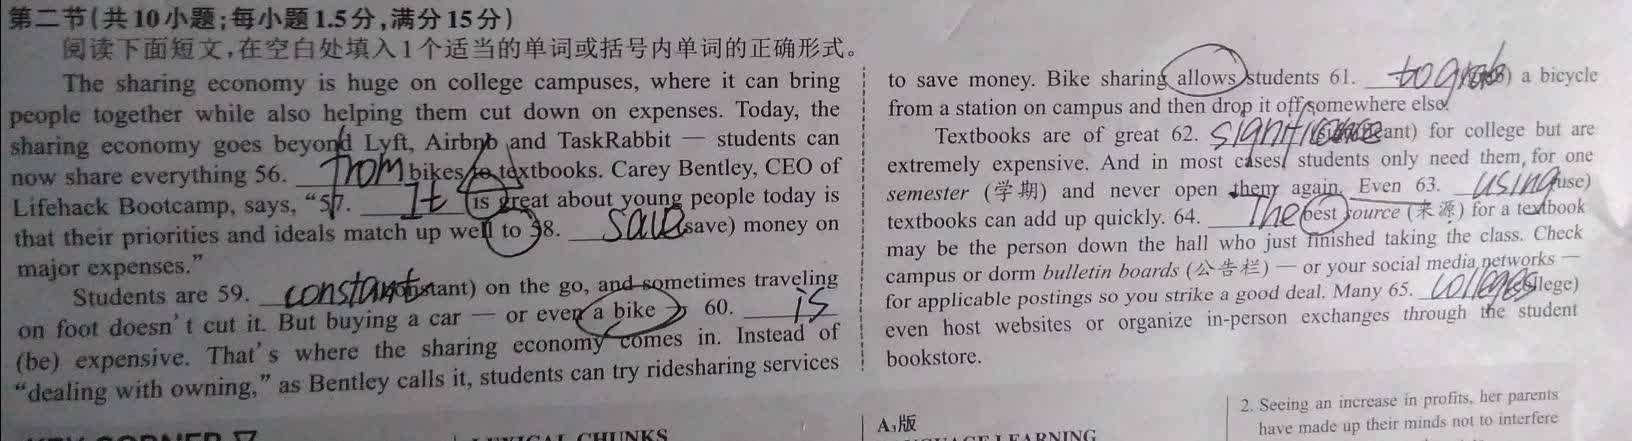 第二节(共10小题;每小题1.5分,满分15分)
阅读下面短文,在空白处填入1个适当的单词或括号内单词的正确形式。
The sharing economy is huge on college campuses, where it can bring
people together while also helping them cut down on expenses. Today, the
sharing economy goes beyond Lyft, Airbnb and TaskRabbit — students can
now share everything 56. from bikes to textbooks. Carey Bentley, CEO of
Lifehack Bootcamp, says, “57. It is great about young people today is
that their priorities and ideals match up well to 58. save (save) money on
major expenses.”
Students are 59. constant on the go, and sometimes traveling
on foot doesn't cut it. But buying a car — or even a bike — 60. is
(be) expensive. That's where the sharing economy comes in. Instead of
“dealing with owning,” as Bentley calls it, students can try ridesharing services
to save money. Bike sharing allows students 61. to grab a bicycle
from a station on campus and then drop it off somewhere else.
Textbooks are of great 62. for college but are
extremely expensive. And in most cases, students only need them for one
semester (学期) and never open them again. Even 63. using (use)
textbooks can add up quickly. 64. The best source (来源) for a textbook
may be the person down the hall who just finished taking the class. Check
campus or dorm bulletin boards (公告栏) — or your social media networks —
for applicable postings so you strike a good deal. Many 65. colleges
even host websites or organize in-person exchanges through the student
bookstore.
CHUNKS
A₁版
LEARNING
2. Seeing an increase in profits, her parents
have made up their minds not to interfere